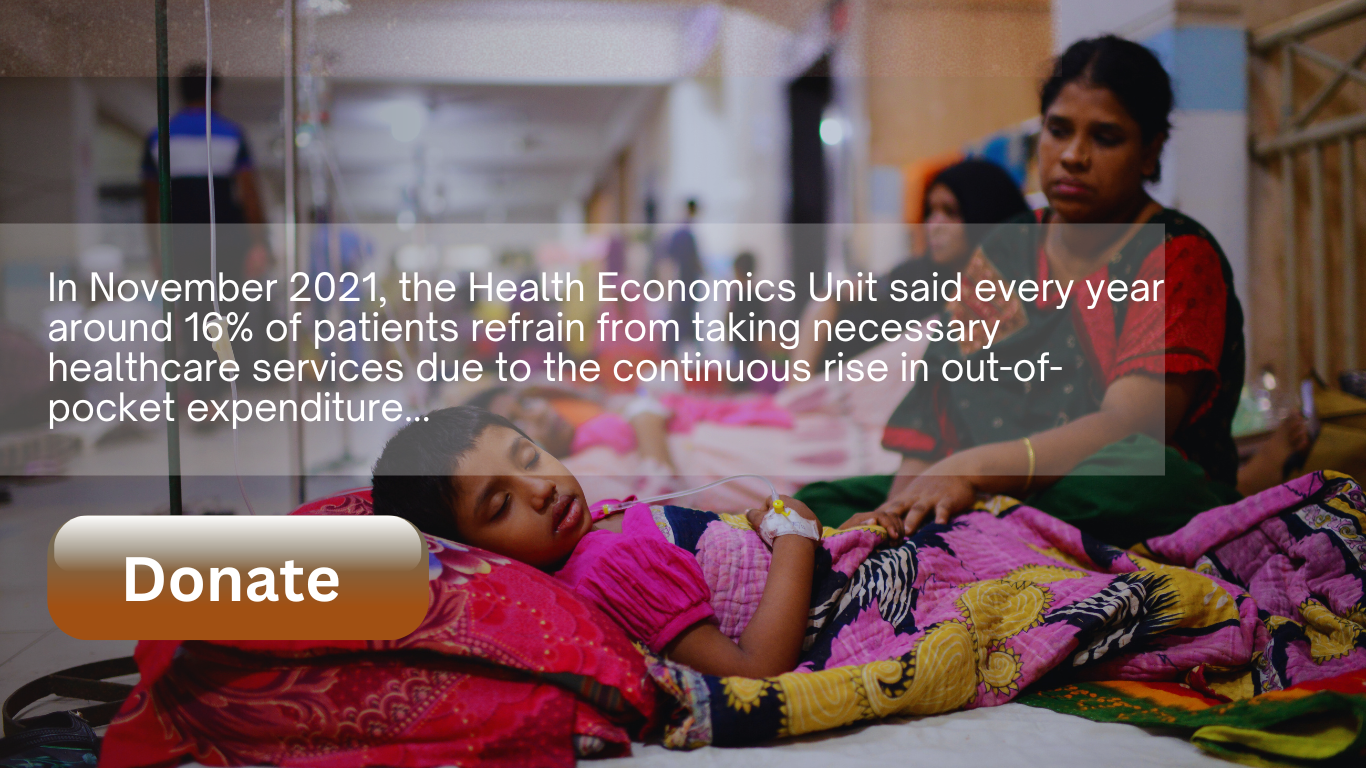 In November 2021, the Health Economics Unit said every year
around 16% of patients refrain from taking necessary
healthcare services due to the continuous rise in out-of-
pocket expenditure...
Donate